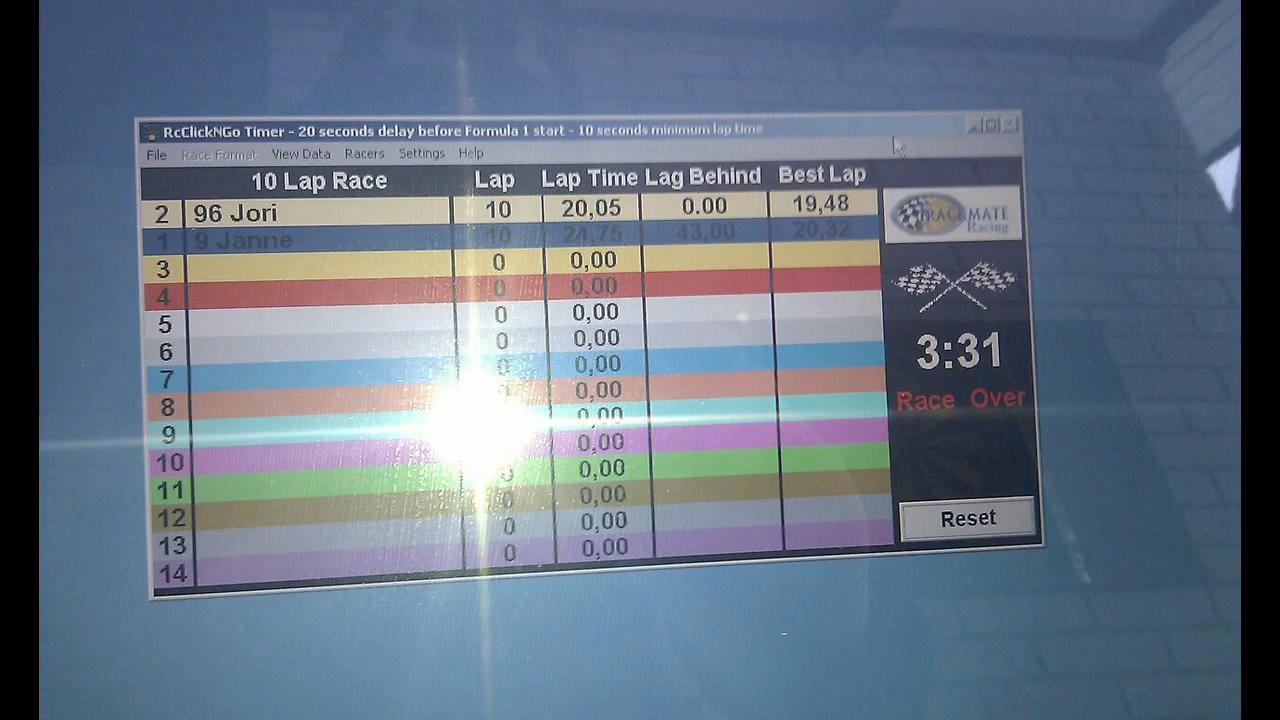 RcClickNGo Timer - 20 seconds delay before Formula 1 start - 10 seconds minimum lap time
File Race Format View Data Racers Settings Help
10 Lap Race Lap Lap Time Lag Behind Best Lap
2 96 Jori 10 20,05 0.00 19,48
1 9 Janne 10 24,75 43,00 20,32
TRACKMATE
Racing
3 0 0,00
4 0 0,00
5 0 0,00
6 0 0,00
3:31
7 0 0,00
8 0,00
Race Over
9 0,00
10 0,00
11 0,00
12 0 0,00
13 0 0,00
Reset
14 0 0,00